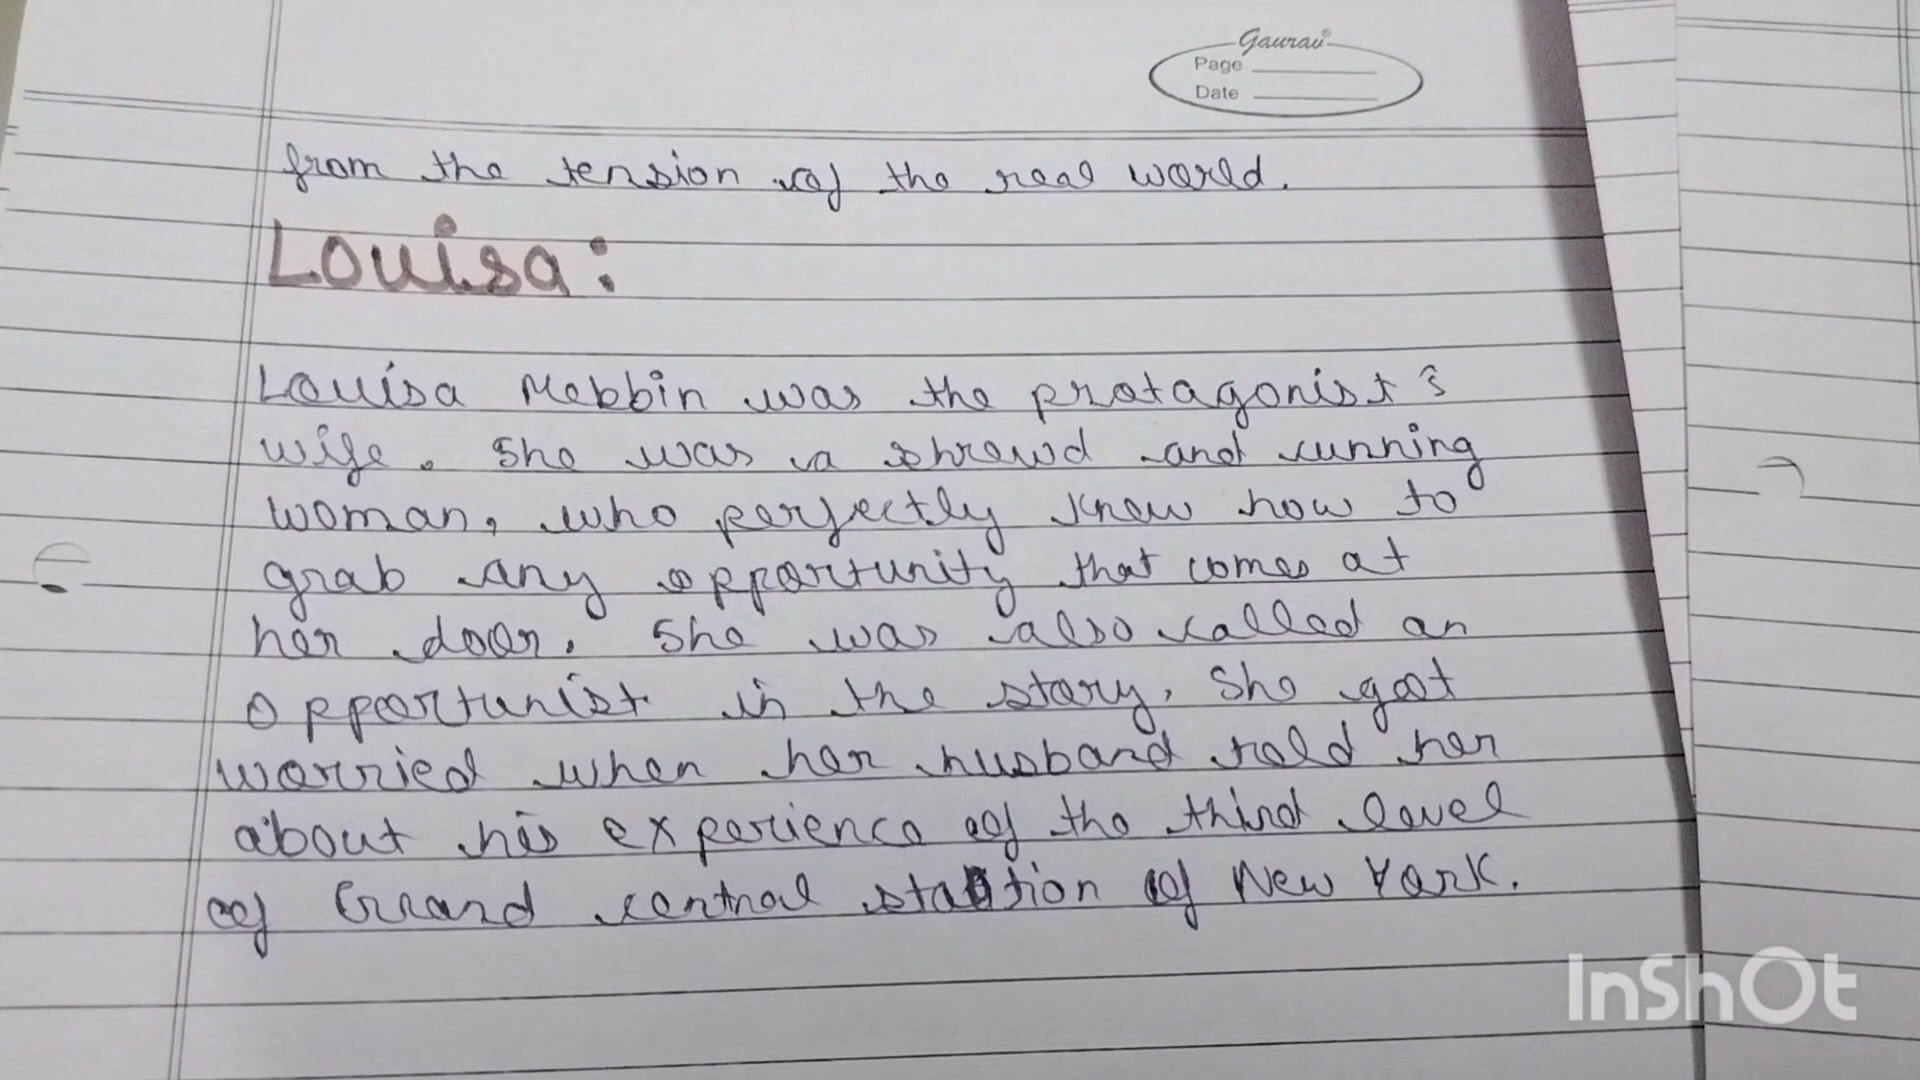 Gaurav
Page
Date
from the tension of the real world.
Louisa:
Louisa Mebbin was the protagonist's
wife. She was a shrewd and cunning
woman, who perfectly knew how to
grab any opportunity that comes at
her door. She was also called an
opportunist in the story, She got
worried when her husband told her
about his experience of the third level
of Grand central station of New York.
InShOt